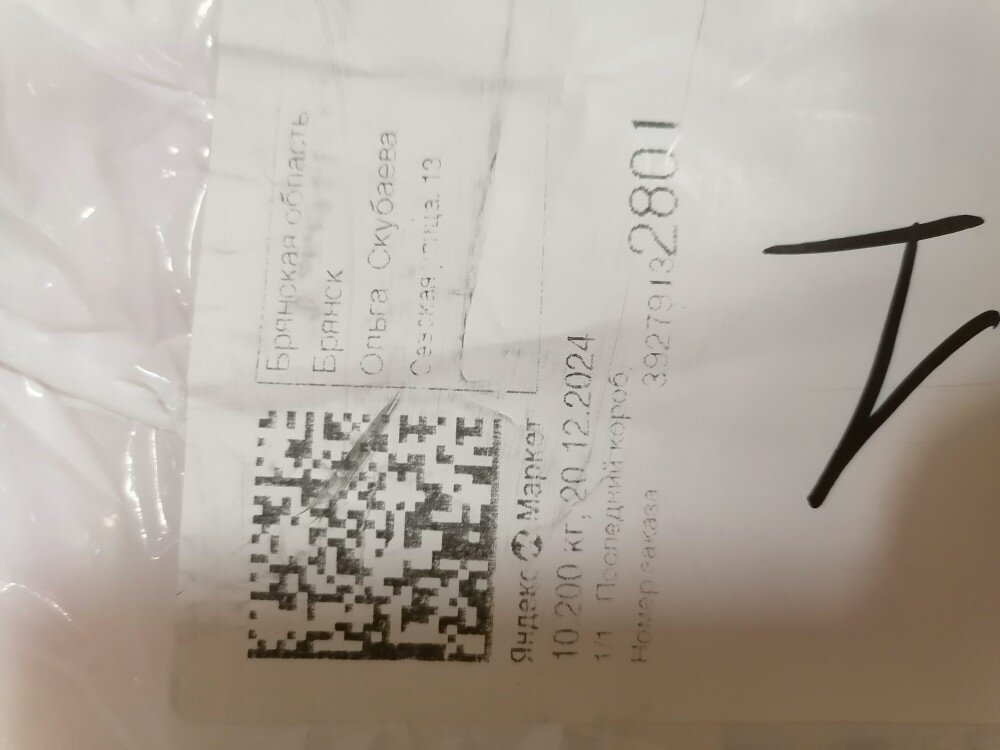 Брянская область
Брянск
Ольга Скубаева
Севская улица 13
Яндекс Маркет
10.200 кг, 20.12.2024
1/1 Последний короб
Номер заказа 39279132801